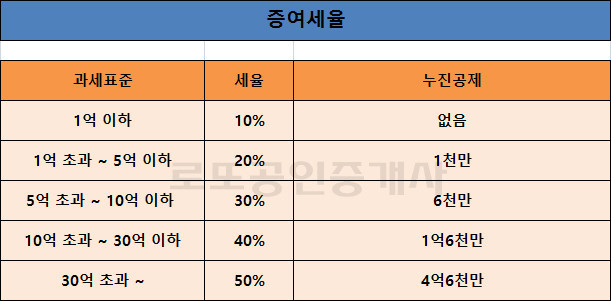 증여세율
과세표준 세율 누진공제
1억 이하 10% 없음
1억 초과 ~ 5억 이하 20% 1천만
로또공인중개사
5억 초과 ~ 10억 이하 30% 6천만
10억 초과 ~ 30억 이하 40% 1억6천만
30억 초과 ~ 50% 4억6천만